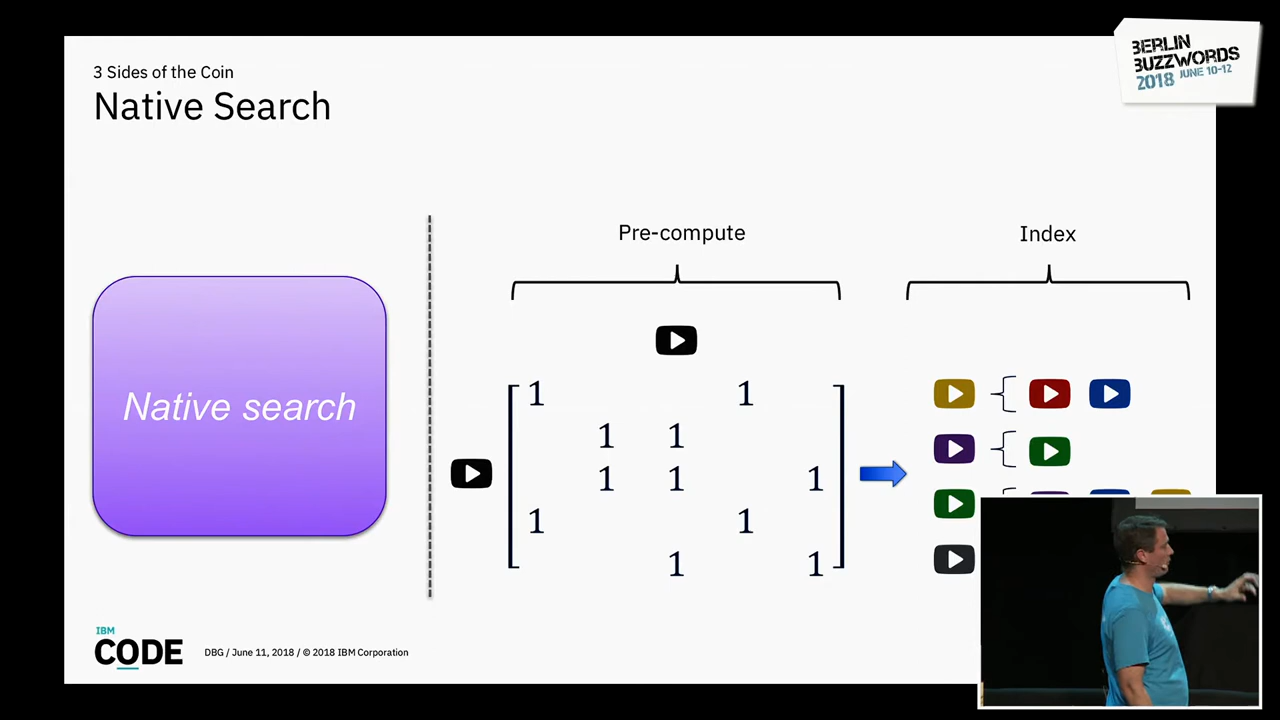 BERLIN
BUZZWORDS
2018 JUNE 10-12
3 Sides of the Coin
Native Search
Pre-compute
Index
Native search
1 1
1 1
1 1 1
1 1
1 1
IBM
CODE
DBG / June 11, 2018 / © 2018 IBM Corporation